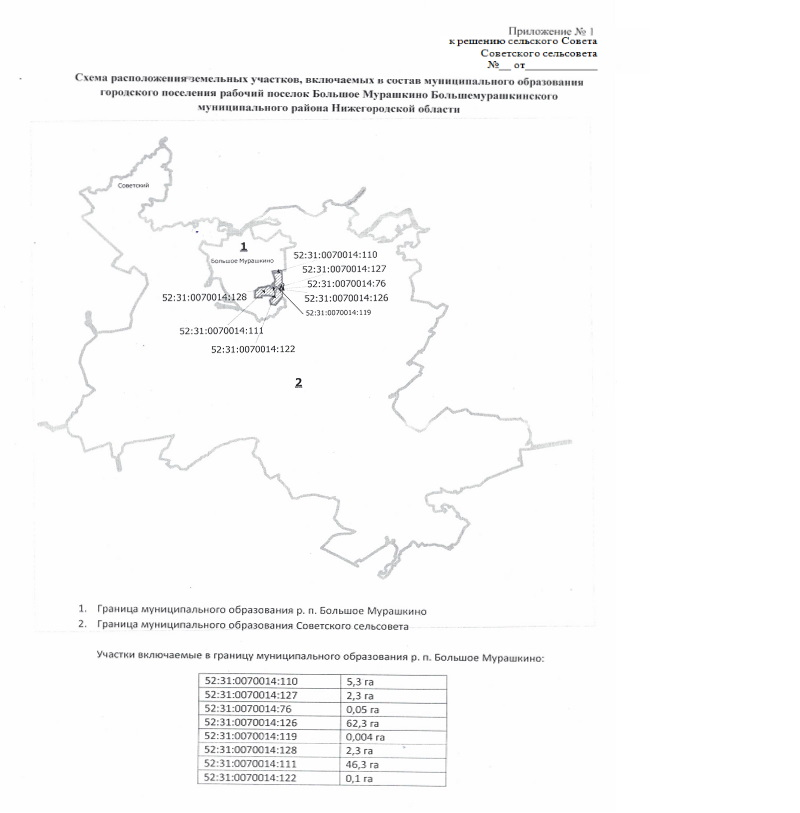 Приложение № 1
к решению сельского Совета
Советского сельсовета
№__ от____________
Схема расположения земельных участков, включаемых в состав муниципального образования
городского поселения рабочий поселок Большое Мурашкино Большемурашкинского
муниципального района Нижегородской области
Советский
1
Большое Мурашкино
52:31:0070014:110
52:31:0070014:127
52:31:0070014:76
52:31:0070014:128
52:31:0070014:126
52:31:0070014:119
52:31:0070014:111
52:31:0070014:122
2
1. Граница муниципального образования р. п. Большое Мурашкино
2. Граница муниципального образования Советского сельсовета
Участки включаемые в границу муниципального образования р. п. Большое Мурашкино:
52:31:0070014:110 5,3 га
52:31:0070014:127 2,3 га
52:31:0070014:76 0,05 га
52:31:0070014:126 62,3 га
52:31:0070014:119 0,004 га
52:31:0070014:128 2,3 га
52:31:0070014:111 46,3 га
52:31:0070014:122 0,1 га